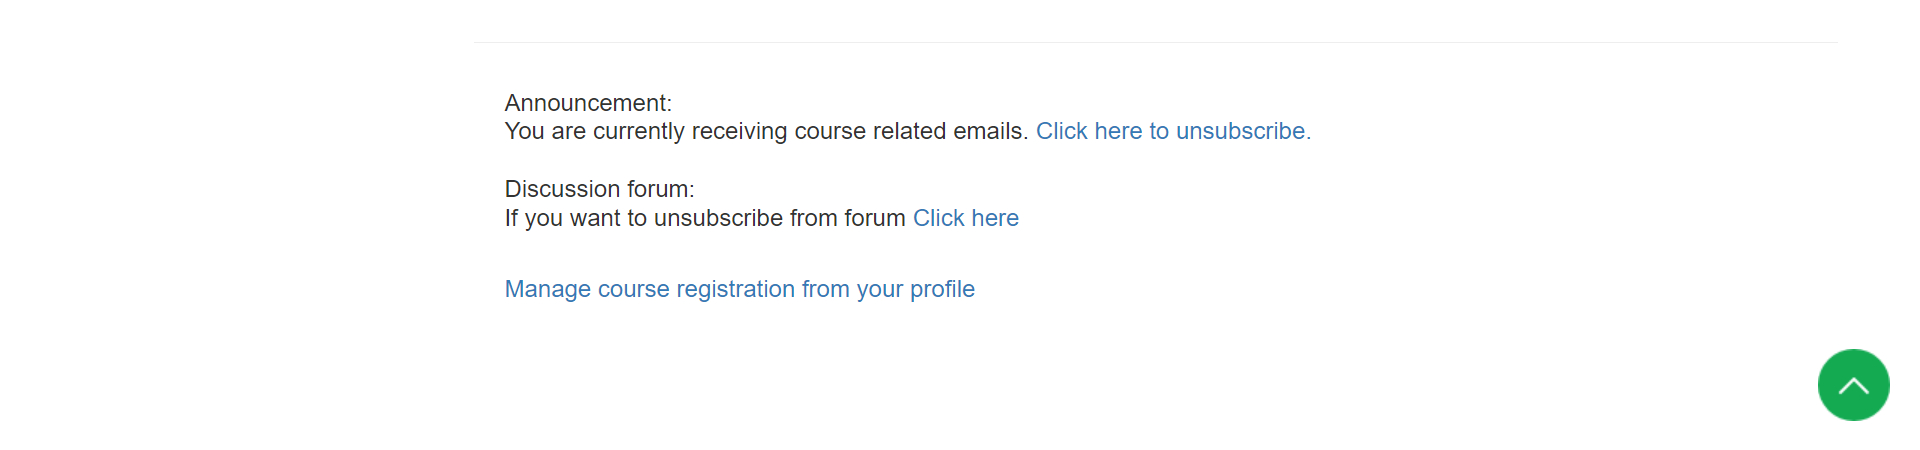 Announcement:
You are currently receiving course related emails. Click here to unsubscribe.
Discussion forum:
If you want to unsubscribe from forum Click here
Manage course registration from your profile